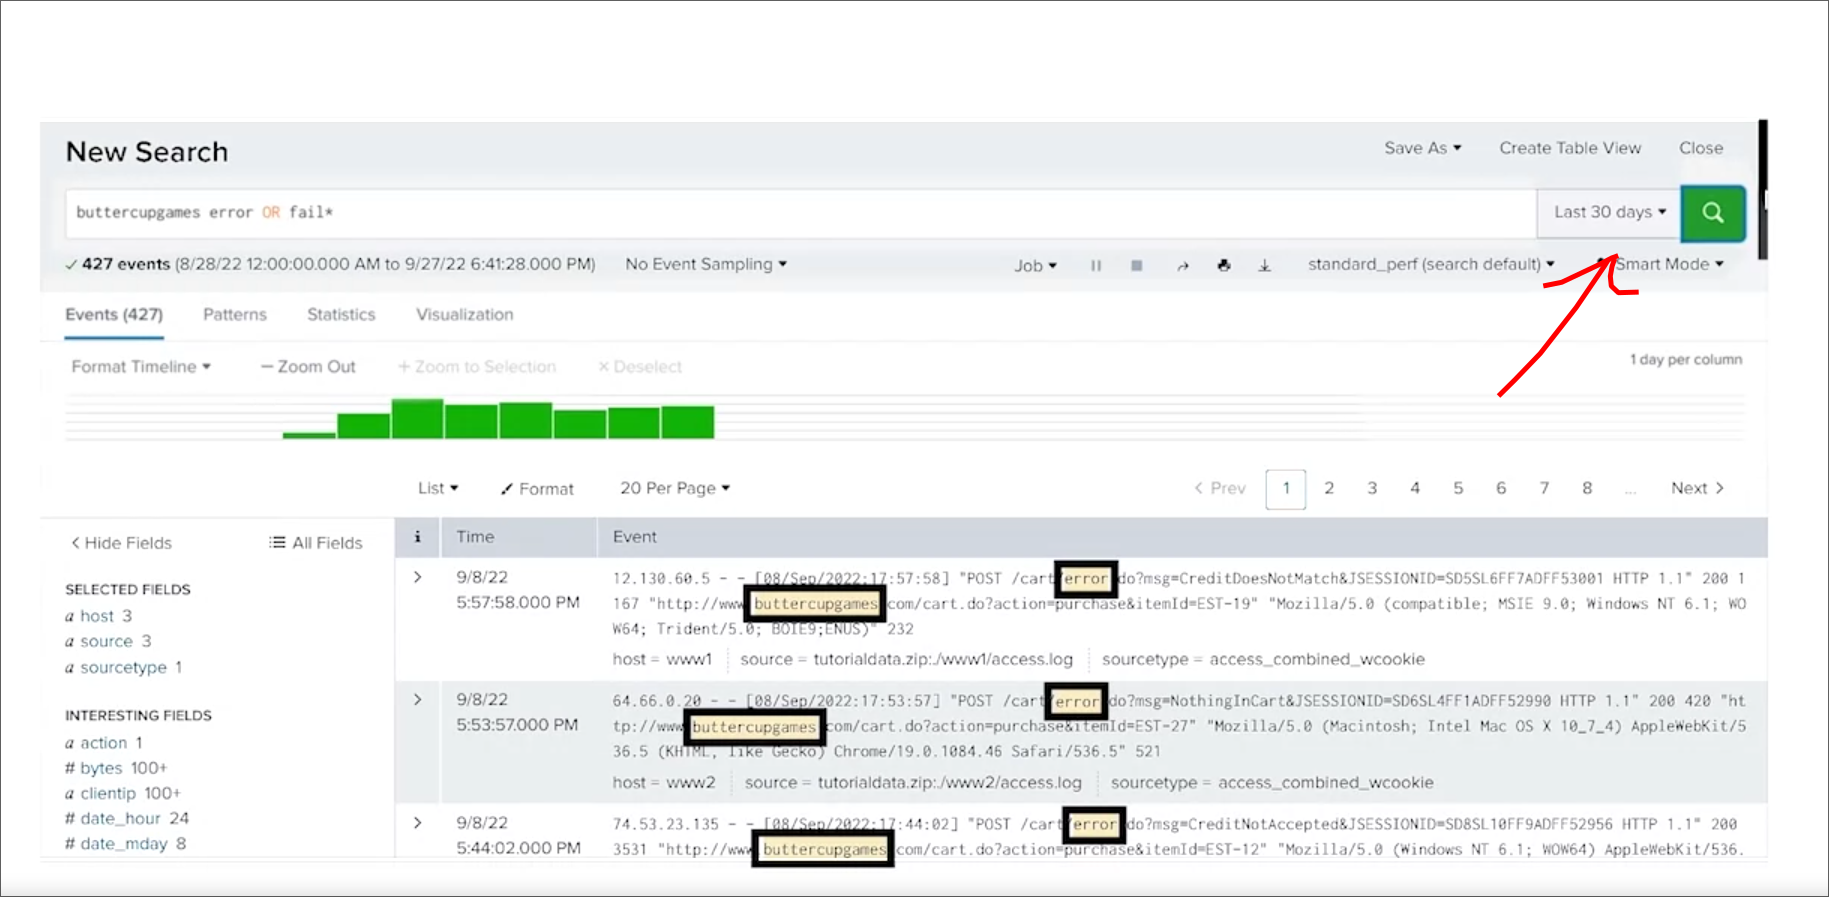 New Search
Save As Create Table View Close
buttercupgames error OR fail*
Last 30 days
✓ 427 events (8/28/22 12:00:00.000 AM to 9/27/22 6:41:28.000 PM) No Event Sampling
Job standard_perf (search default) Smart Mode
Events (427) Patterns Statistics Visualization
Format Timeline — Zoom Out + Zoom to Selection × Deselect
1 day per column
List Format 20 Per Page
< Prev 1 2 3 4 5 6 7 8 ... Next >
< Hide Fields All Fields
i Time Event
SELECTED FIELDS
a host 3
a source 3
a sourcetype 1
INTERESTING FIELDS
a action 1
# bytes 100+
a clientip 100+
# date_hour 24
# date_mday 8
> 9/8/22
5:57:58.000 PM
12.130.60.5 - - [08/Sep/2022:17:57:58] "POST /cart/error do?msg=CreditDoesNotMatch&JSESSIONID=SD5SL6FF7ADFF53001 HTTP 1.1" 200 1
167 "http://www buttercupgames com/cart.do?action=purchase&itemId=EST-19" "Mozilla/5.0 (compatible; MSIE 9.0; Windows NT 6.1; WO
W64; Trident/5.0; BOIE9;ENUS)" 232
host = www1 source = tutorialdata.zip:./www1/access.log sourcetype = access_combined_wcookie
> 9/8/22
5:53:57.000 PM
64.66.0.20 - - [08/Sep/2022:17:53:57] "POST /cart/error do?msg=NothingInCart&JSESSIONID=SD6SL4FF1ADFF52990 HTTP 1.1" 200 420 "ht
tp://www buttercupgames com/cart.do?action=purchase&itemId=EST-27" "Mozilla/5.0 (Macintosh; Intel Mac OS X 10_7_4) AppleWebKit/5
36.5 (KHTML, like Gecko) Chrome/19.0.1084.46 Safari/536.5" 521
host = www2 source = tutorialdata.zip:./www2/access.log sourcetype = access_combined_wcookie
> 9/8/22
5:44:02.000 PM
74.53.23.135 - - [08/Sep/2022:17:44:02] "POST /cart/error do?msg=CreditNotAccepted&JSESSIONID=SD8SL10FF9ADFF52956 HTTP 1.1" 200
3531 "http://www buttercupgames com/cart.do?action=purchase&itemId=EST-12" "Mozilla/5.0 (Windows NT 6.1; WOW64) AppleWebKit/536.